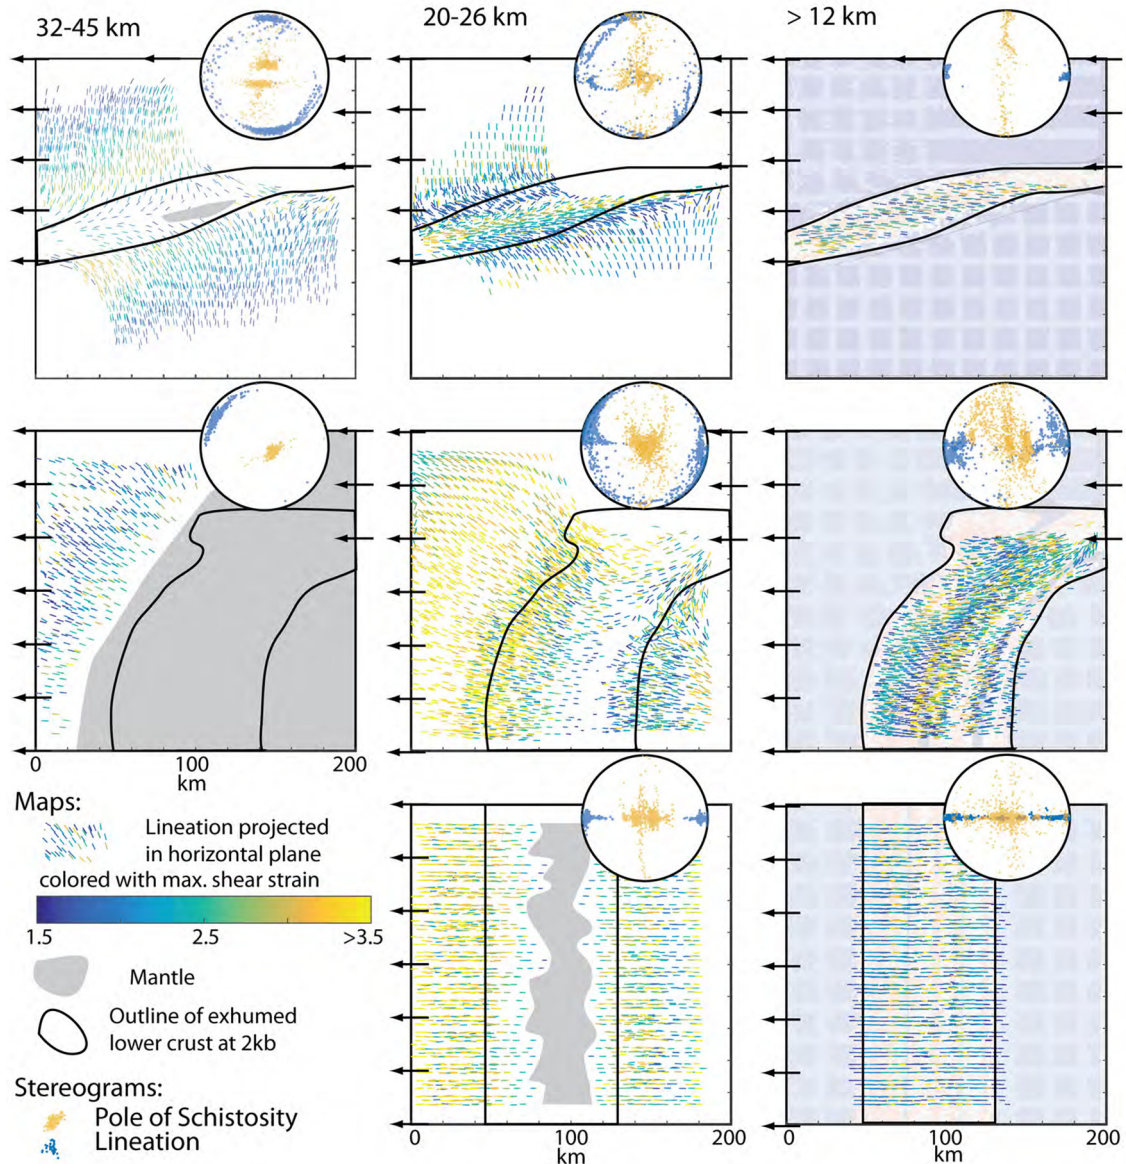 32-45 km
20-26 km
> 12 km
0
100
200
km
Maps:
Lineation projected
in horizontal plane
colored with max. shear strain
1.5
2.5
>3.5
Mantle
Outline of exhumed
lower crust at 2kb
Stereograms:
Pole of Schistosity
Lineation
0
100
200
km
0
100
200
km